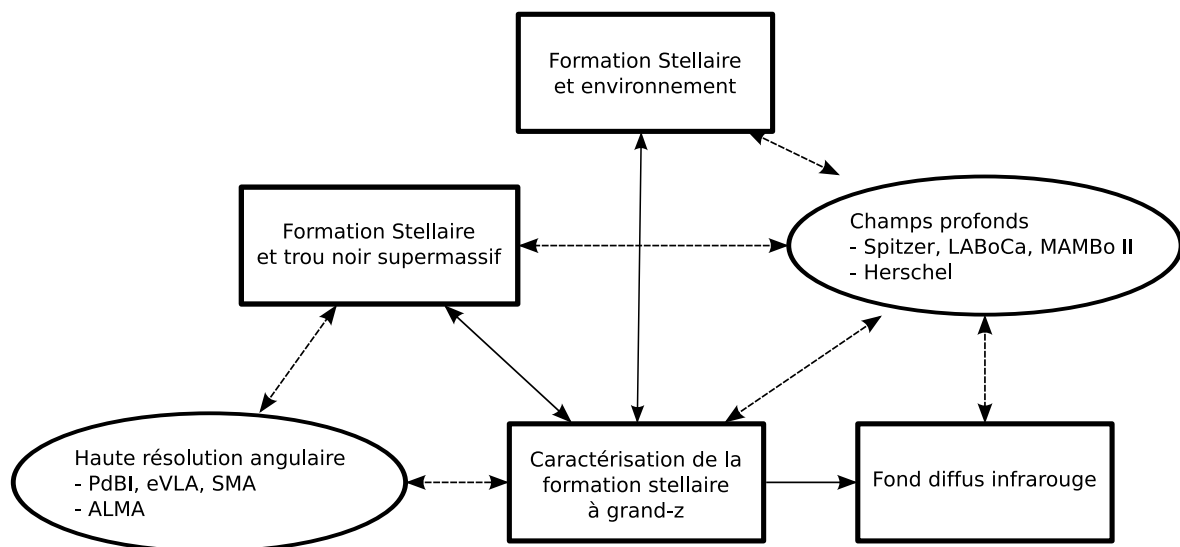 Formation Stellaire
et environnement
Formation Stellaire
et trou noir supermassif
Champs profonds
- Spitzer, LABoCa, MAMBo II
- Herschel
Haute résolution angulaire
- PdBI, eVLA, SMA
- ALMA
Caractérisation de la
formation stellaire
à grand-z
Fond diffus infrarouge